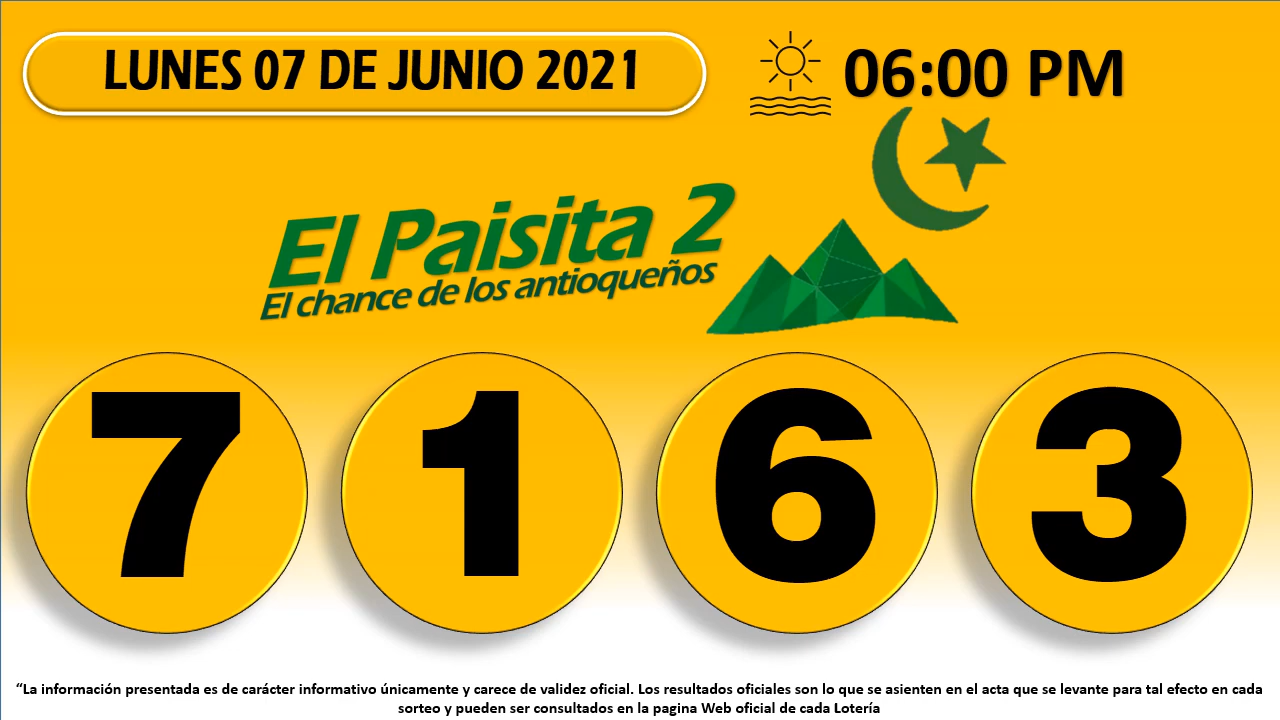 LUNES 07 DE JUNIO 2021
06:00 PM
El Paisita 2
El chance de los antioqueños
7 1 6 3
“La información presentada es de carácter informativo únicamente y carece de validez oficial. Los resultados oficiales son lo que se asienten en el acta que se levante para tal efecto en cada
sorteo y pueden ser consultados en la pagina Web oficial de cada Lotería